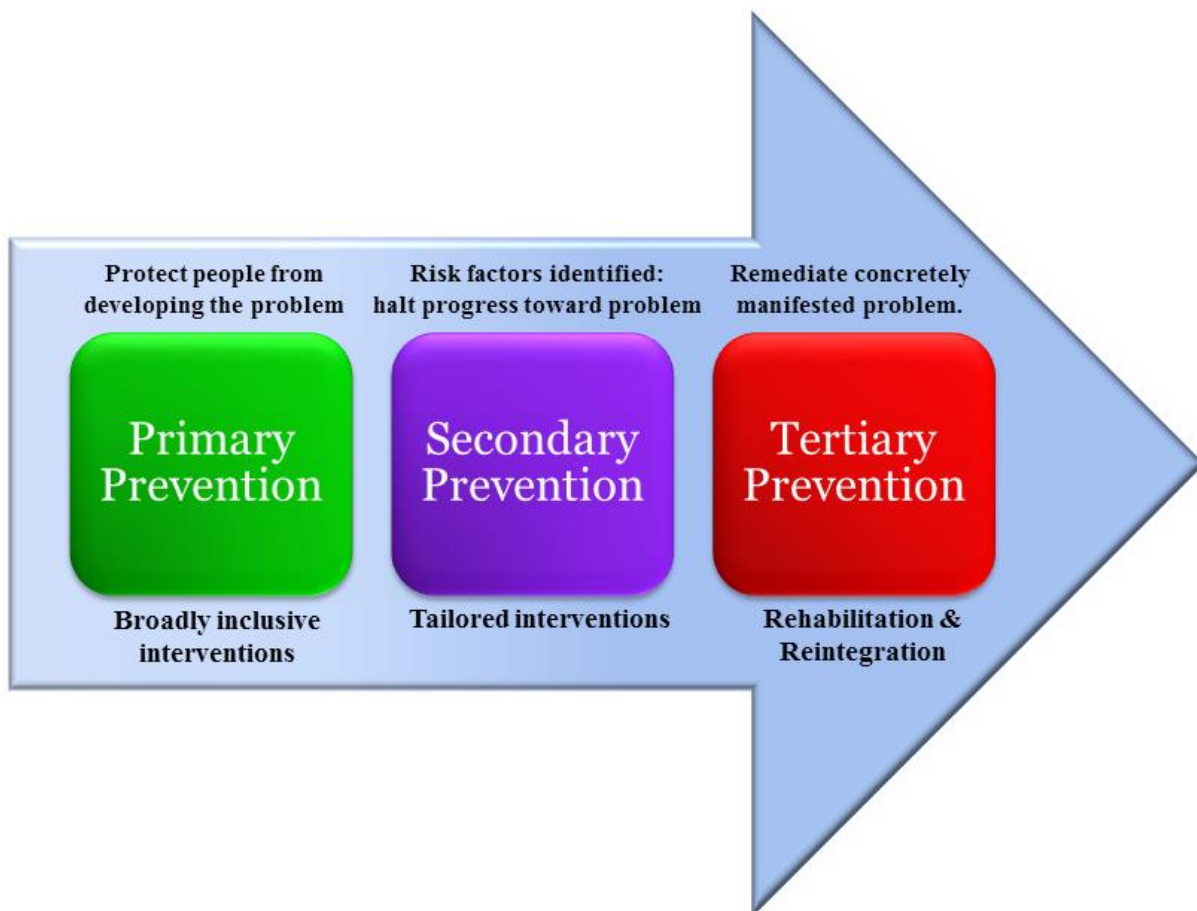 Protect people from
developing the problem
Primary
Prevention
Broadly inclusive
interventions
Risk factors identified:
halt progress toward problem
Secondary
Prevention
Tailored interventions
Remediate concretely
manifested problem.
Tertiary
Prevention
Rehabilitation &
Reintegration